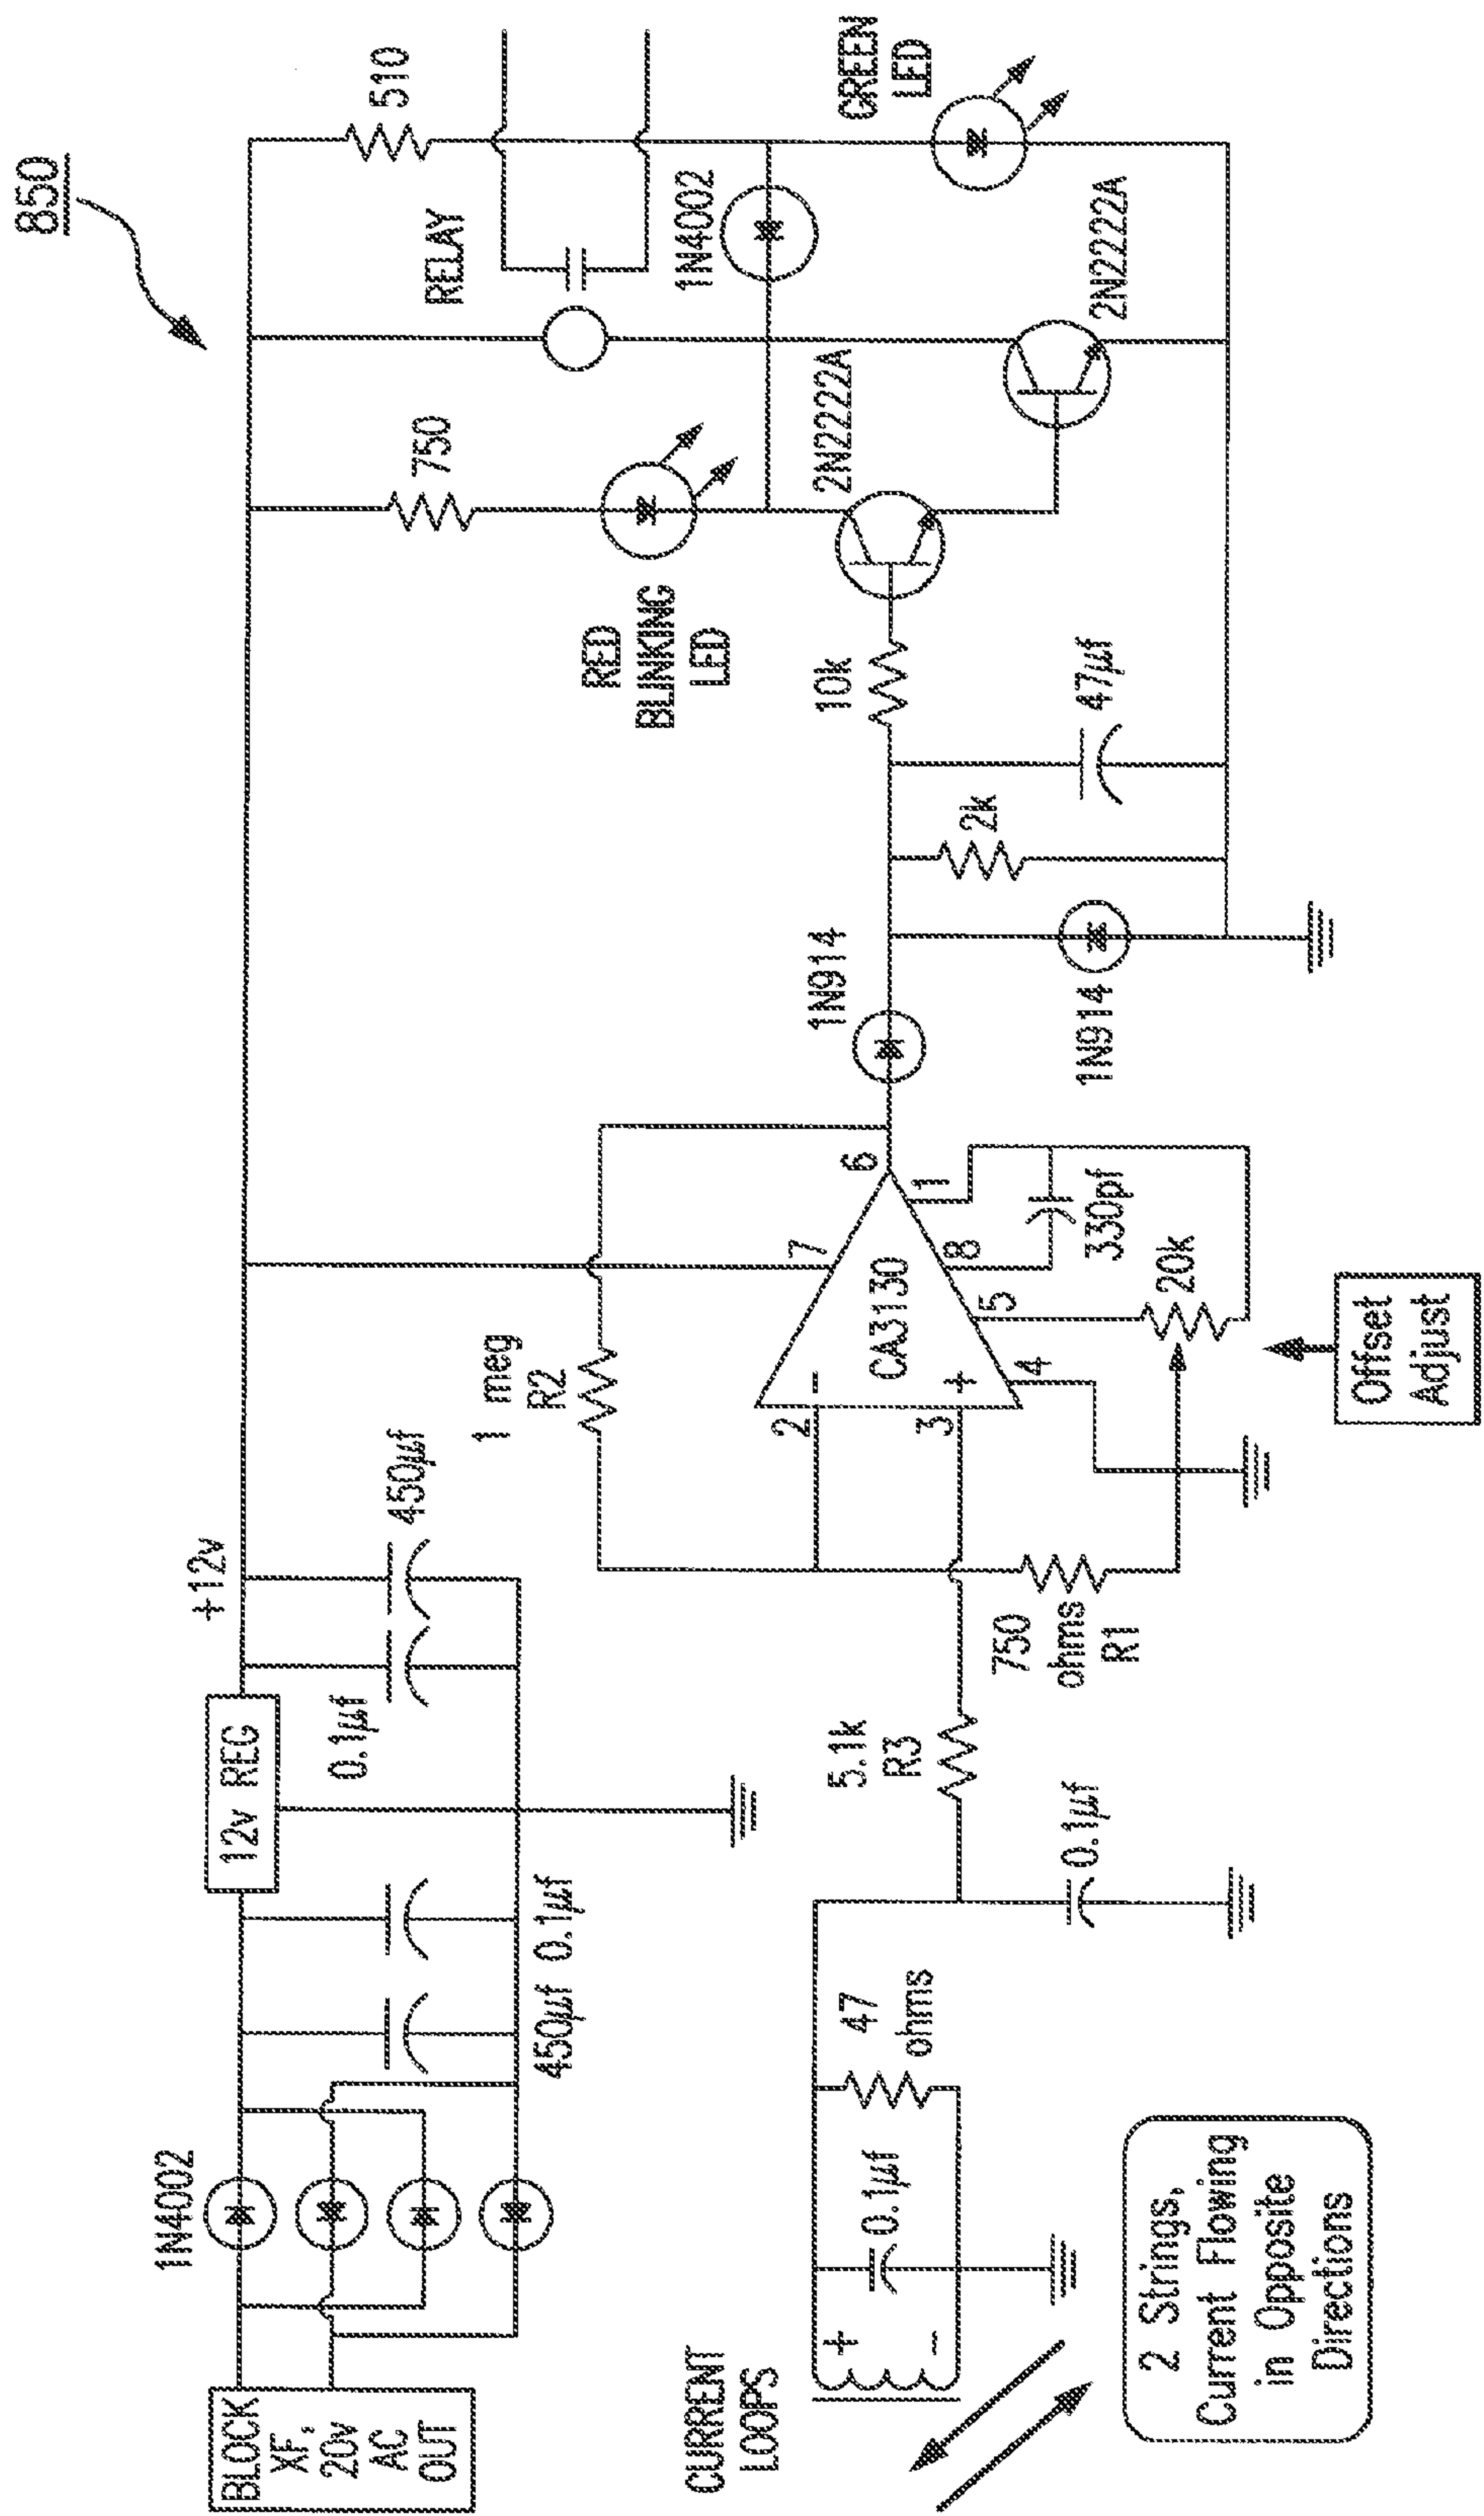 850
1N4002
BLOCK
XF,
20v
AC
OUT
12v REG
+12v
450µf
0.1µf
0.1µf
450µf
510
750
RELAY
RED
BLINKING
LED
1N4002
GREEN
LED
2N2222A
2N2222A
1 meg
R2
CURRENT
LOOPS
+
-
0.1µf
47
ohms
5.1k
R3
0.1µf
750
ohms
R1
2
-
3
+
CA3130
7
6
1
8
5
4
330pf
20k
Offset
Adjust
1N914
1N914
2k
10k
47µf
2 Strings,
Current Flowing
in Opposite
Directions